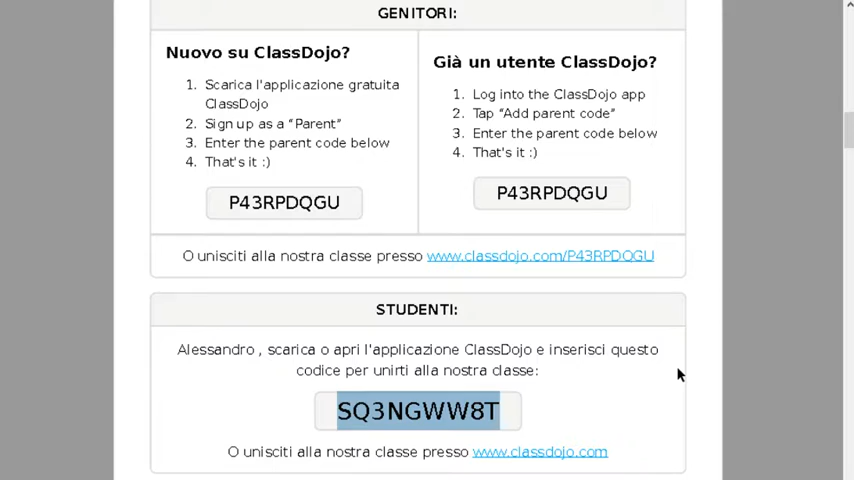 GENITORI:
Nuovo su ClassDojo?
1. Scarica l'applicazione gratuita
ClassDojo
2. Sign up as a “Parent”
3. Enter the parent code below
4. That's it :)
P43RPDQGU
Già un utente ClassDojo?
1. Log into the ClassDojo app
2. Tap “Add parent code”
3. Enter the parent code below
4. That's it :)
P43RPDQGU
O unisciti alla nostra classe presso www.classdojo.com/P43RPDQGU
STUDENTI:
Alessandro , scarica o apri l'applicazione ClassDojo e inserisci questo
codice per unirti alla nostra classe:
SQ3NGWW8T
O unisciti alla nostra classe presso www.classdojo.com